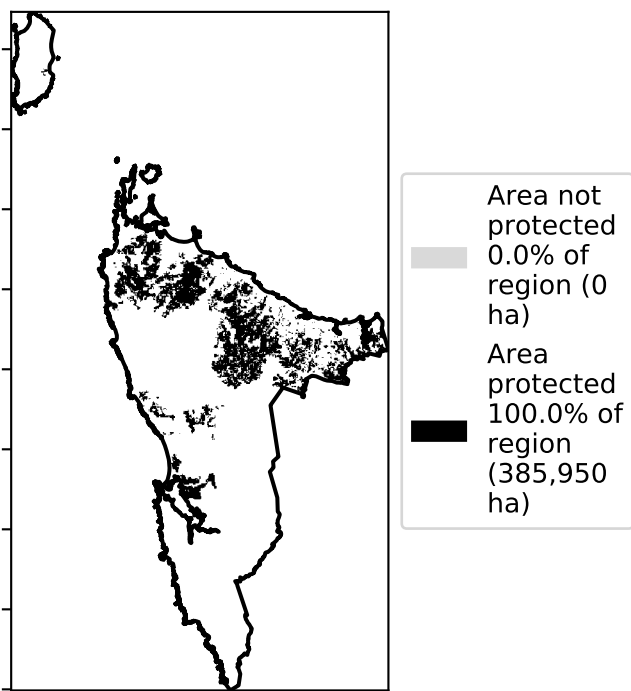 Area not
protected
0.0% of
region (0
ha)
Area
protected
100.0% of
region
(385,950
ha)